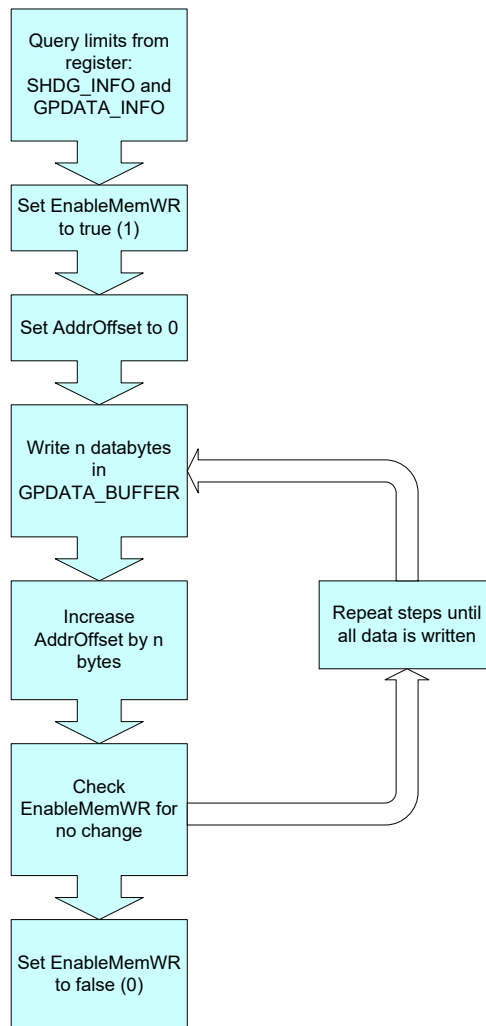 Query limits from
register:
SHDG_INFO and
GPDATA_INFO
Set EnableMemWR
to true (1)
Set AddrOffset to 0
Write n databytes
in
GPDATA_BUFFER
Increase
AddrOffset by n
bytes
Repeat steps until
all data is written
Check
EnableMemWR for
no change
Set EnableMemWR
to false (0)